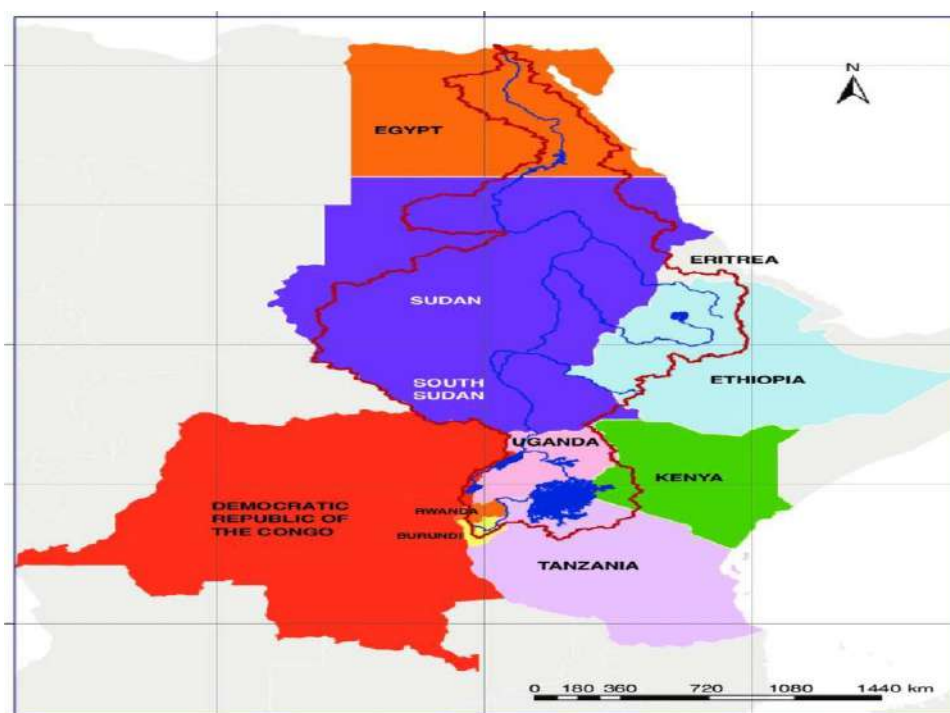 N
EGYPT
ERITREA
SUDAN
SOUTH
SUDAN
ETHIOPIA
UGANDA
KENYA
DEMOCRATIC
REPUBLIC OF
THE CONGO
RWANDA
BURUNDI
TANZANIA
0 180 360 720 1080 1440 KM